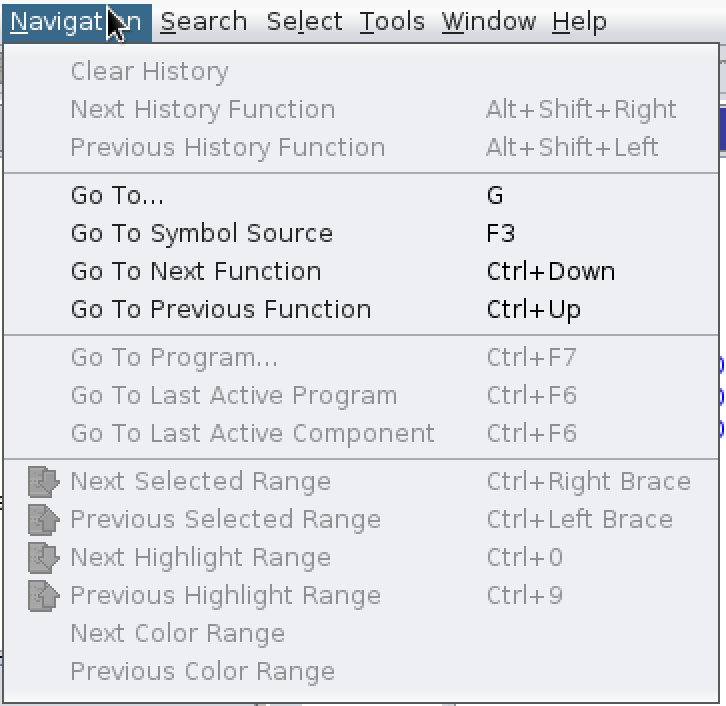 Navigation Search Select Tools Window Help
Clear History
Next History Function Alt+Shift+Right
Previous History Function Alt+Shift+Left
Go To... G
Go To Symbol Source F3
Go To Next Function Ctrl+Down
Go To Previous Function Ctrl+Up
Go To Program... Ctrl+F7
Go To Last Active Program Ctrl+F6
Go To Last Active Component Ctrl+F6
Next Selected Range Ctrl+Right Brace
Previous Selected Range Ctrl+Left Brace
Next Highlight Range Ctrl+0
Previous Highlight Range Ctrl+9
Next Color Range
Previous Color Range